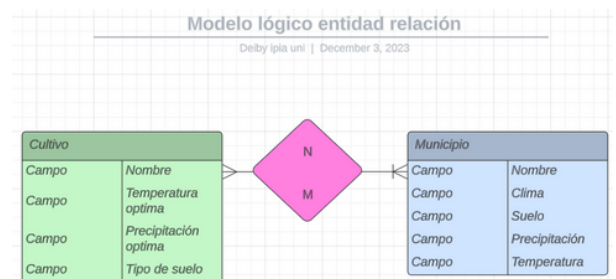 Modelo lógico entidad relación
Deiby ipia uni | December 3, 2023
Cultivo
Campo Nombre
Campo Temperatura
optima
Campo Precipitación
optima
Campo Tipo de suelo
N
M
Municipio
Campo Nombre
Campo Clima
Campo Suelo
Campo Precipitación
Campo Temperatura